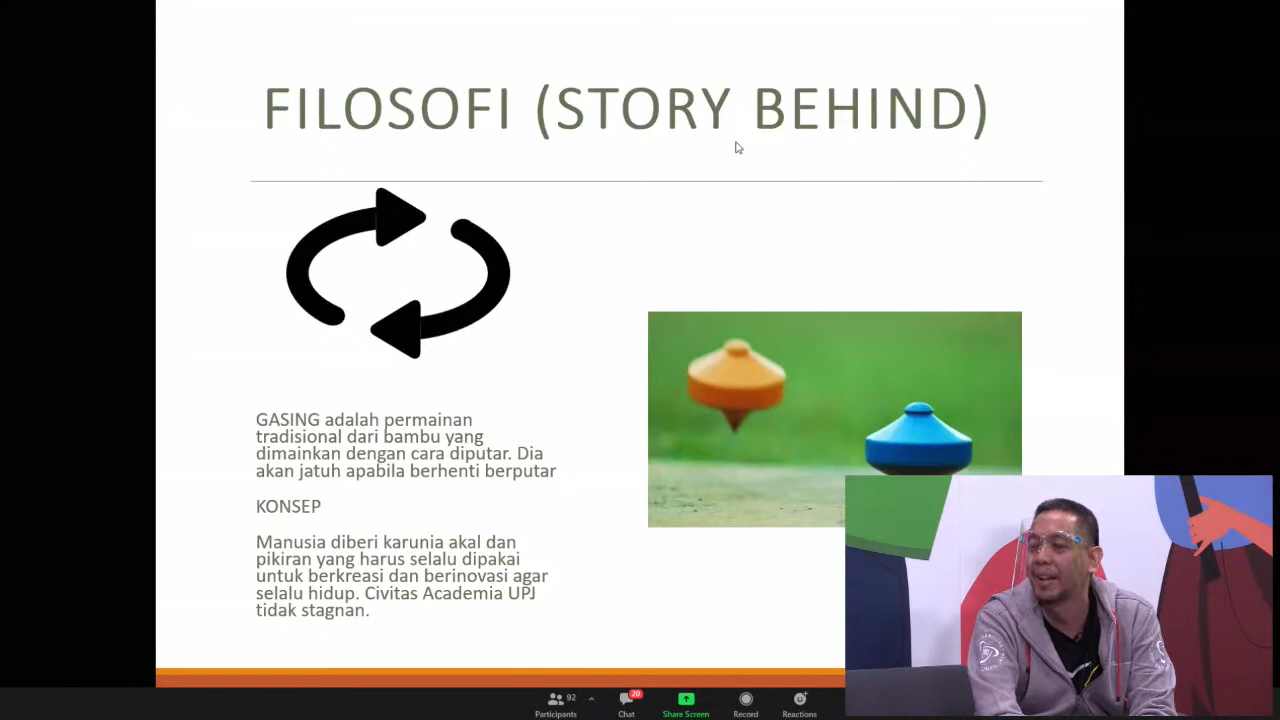 FILOSOFI (STORY BEHIND)
GASING adalah permainan
tradisional dari bambu yang
dimainkan dengan cara diputar. Dia
akan jatuh apabila berhenti berputar
KONSEP
Manusia diberi karunia akal dan
pikiran yang harus selalu dipakai
untuk berkreasi dan berinovasi agar
selalu hidup. Civitas Academia UPJ
tidak stagnan.
92
20
Participants
Chat
Share Screen
Record
Reactions